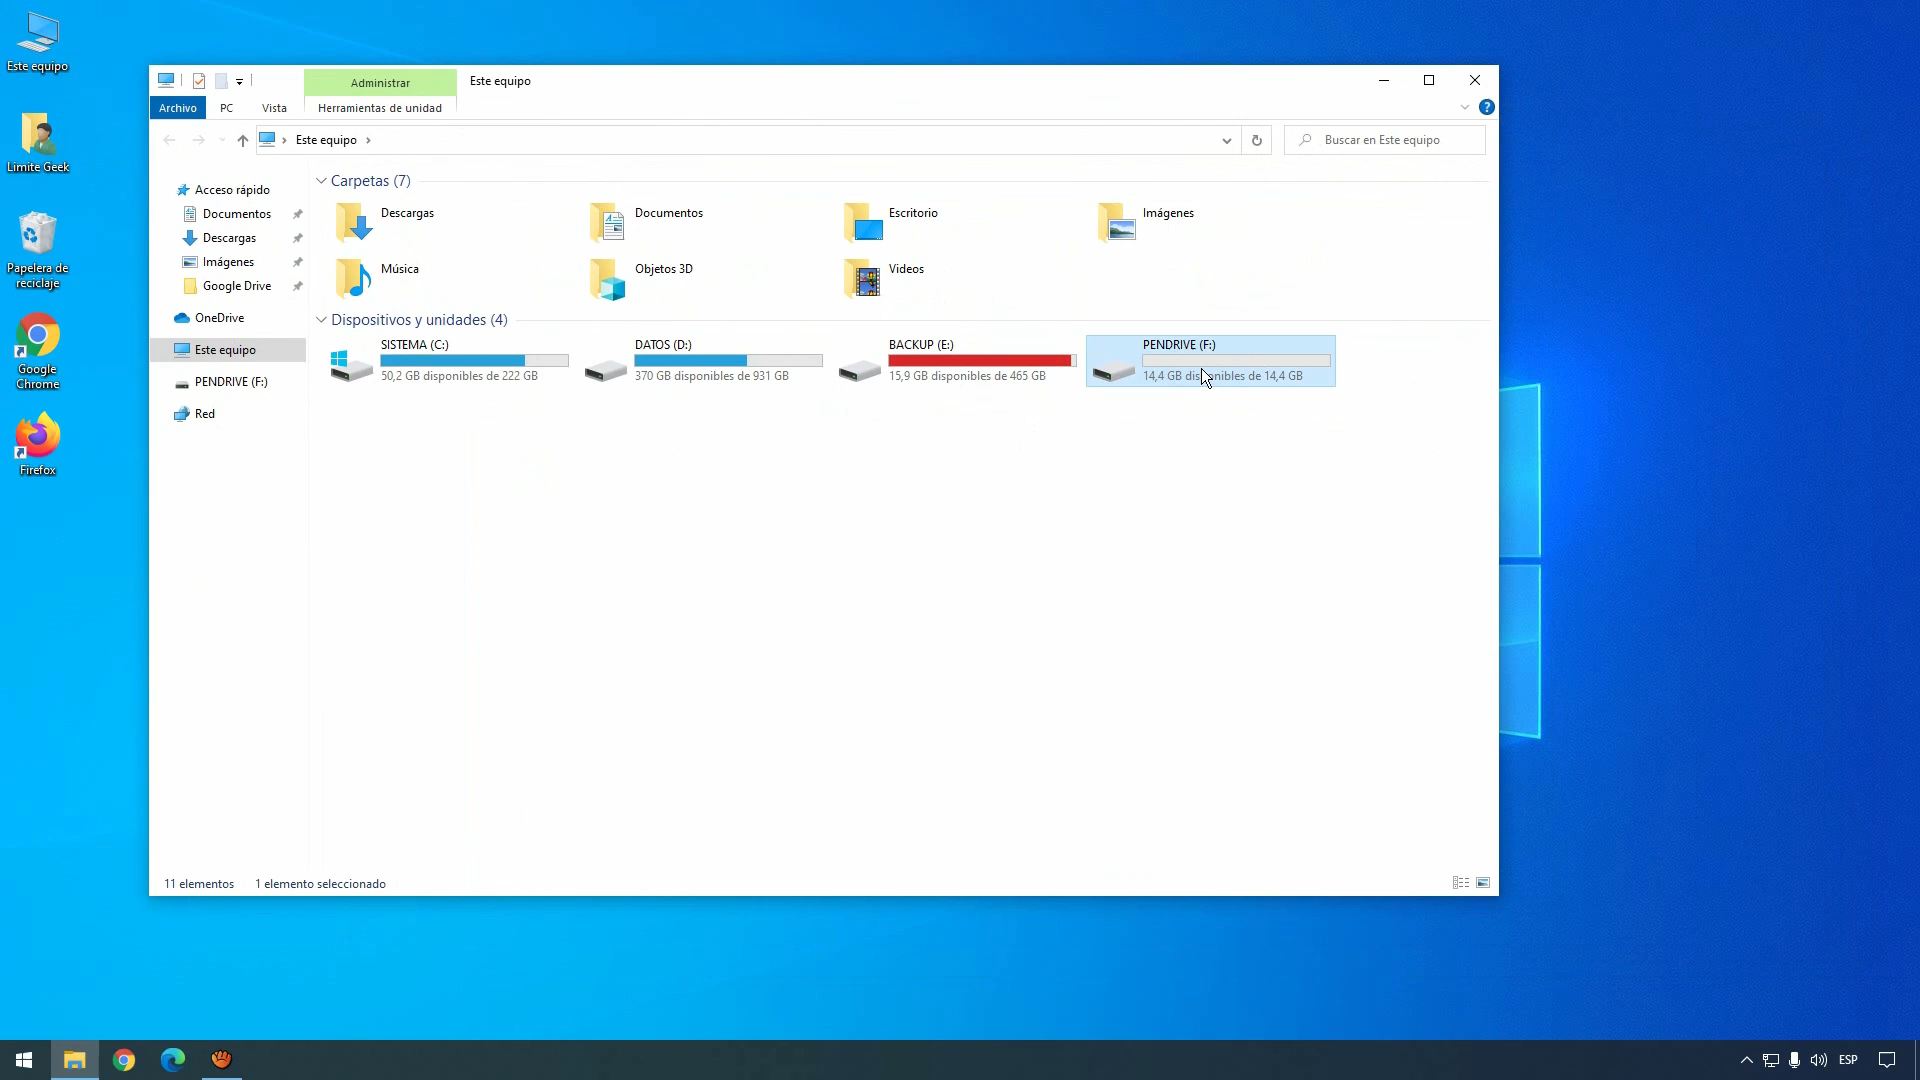 Este equipo
Limite Geek
Papelera de
reciclaje
Google
Chrome
Firefox
Administrar
Este equipo
Archivo
PC
Vista
Herramientas de unidad
?
Este equipo
Buscar en Este equipo
Acceso rápido
Documentos
Descargas
Imágenes
Google Drive
OneDrive
Este equipo
PENDRIVE (F:)
Red
Carpetas (7)
Descargas
Documentos
Escritorio
Imágenes
Música
Objetos 3D
Videos
Dispositivos y unidades (4)
SISTEMA (C:)
50,2 GB disponibles de 222 GB
DATOS (D:)
370 GB disponibles de 931 GB
BACKUP (E:)
15,9 GB disponibles de 465 GB
PENDRIVE (F:)
14,4 GB disponibles de 14,4 GB
11 elementos
1 elemento seleccionado
ESP